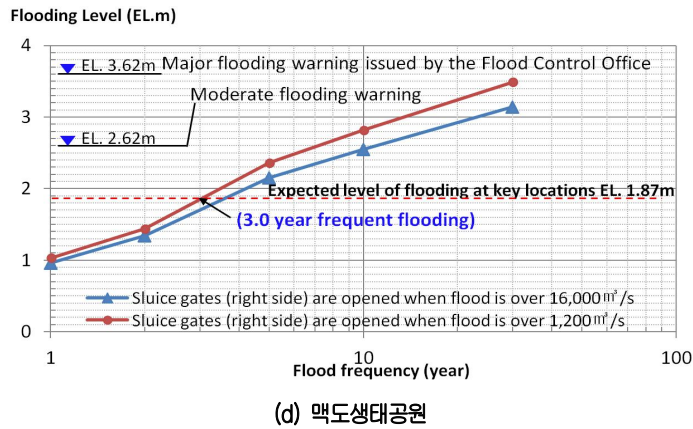 Flooding Level (EL.m)
4
EL. 3.62m Major flooding warning issued by the Flood Control Office
Moderate flooding warning
3
EL. 2.62m
2
Expected level of flooding at key locations EL. 1.87m
(3.0 year frequent flooding)
1
Sluice gates (right side) are opened when flood is over 16,000㎥/s
Sluice gates (right side) are opened when flood is over 1,200㎥/s
0
1 10 100
Flood frequency (year)
(d) 맥도생태공원